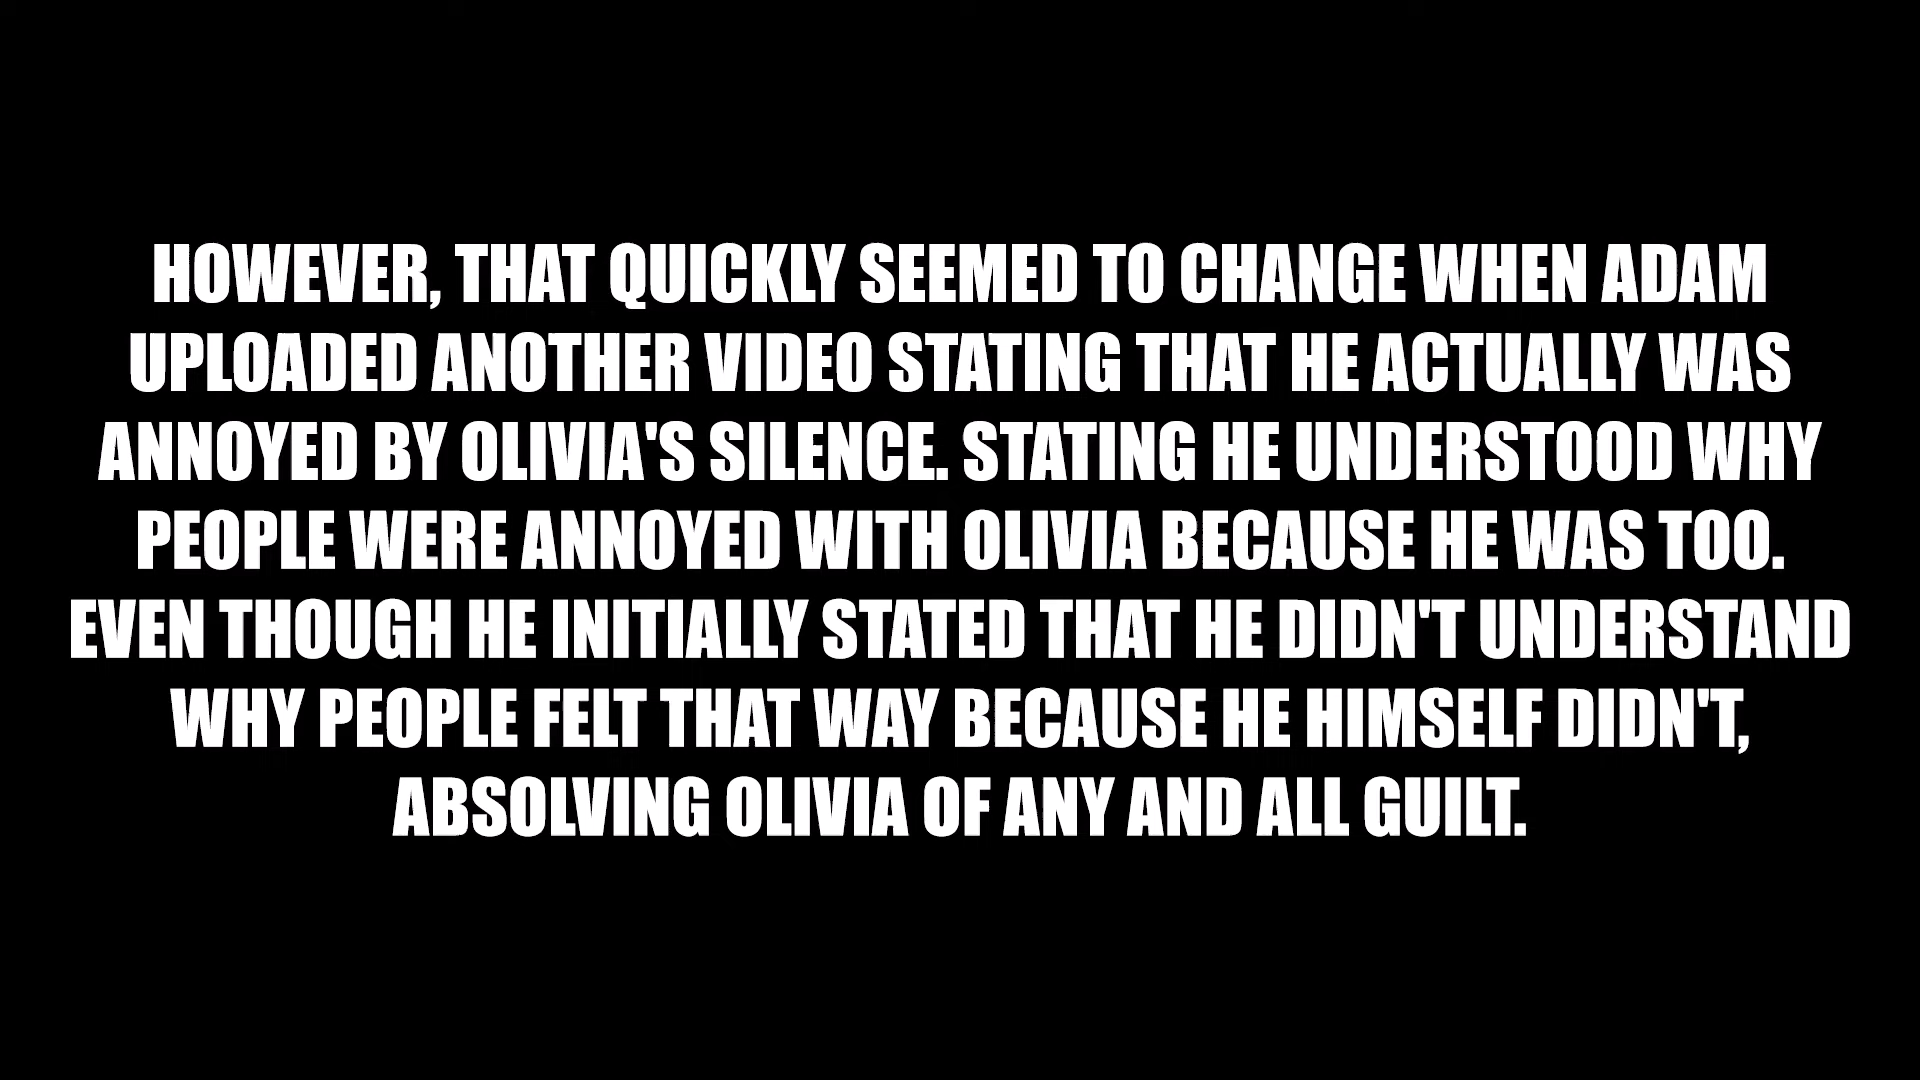 HOWEVER, THAT QUICKLY SEEMED TO CHANGE WHEN ADAM
UPLOADED ANOTHER VIDEO STATING THAT HE ACTUALLY WAS
ANNOYED BY OLIVIA'S SILENCE. STATING HE UNDERSTOOD WHY
PEOPLE WERE ANNOYED WITH OLIVIA BECAUSE HE WAS TOO.
EVEN THOUGH HE INITIALLY STATED THAT HE DIDN'T UNDERSTAND
WHY PEOPLE FELT THAT WAY BECAUSE HE HIMSELF DIDN'T,
ABSOLVING OLIVIA OF ANY AND ALL GUILT.